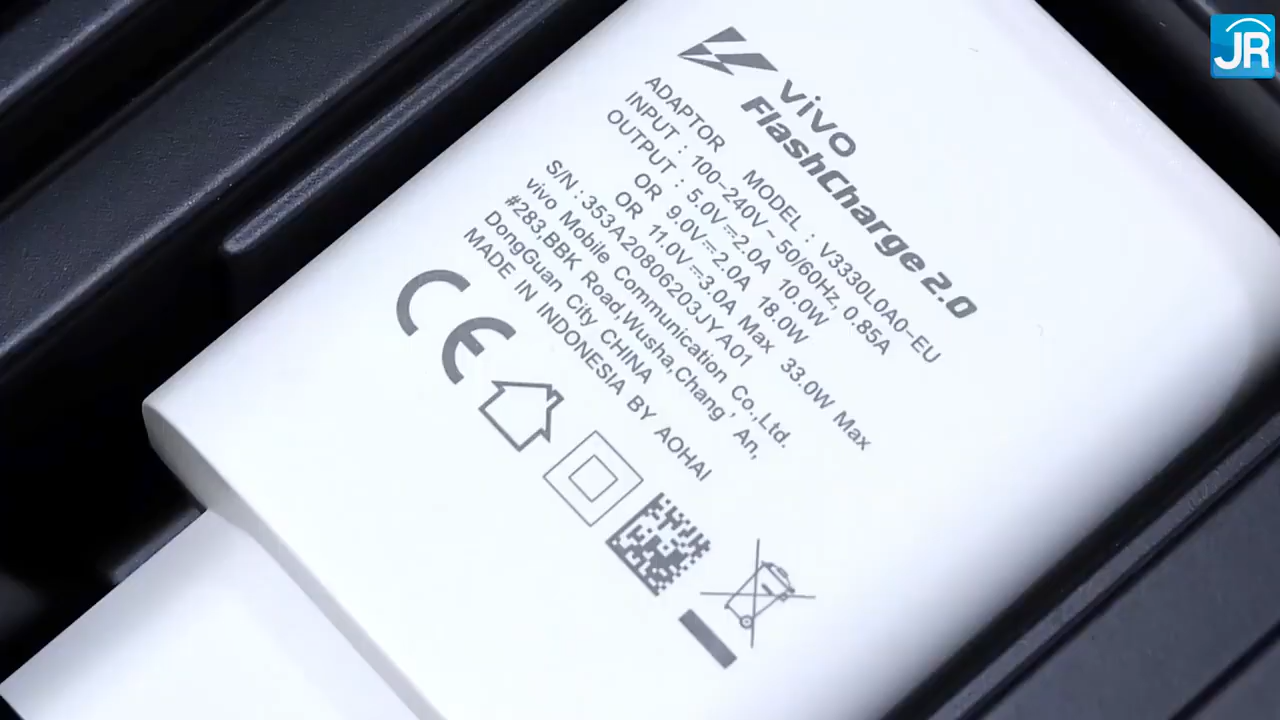 JR
vivo
FlashCharge 2.0
ADAPTOR MODEL : V3330L0A0-EU
INPUT : 100-240V ~ 50/60Hz, 0.85A
OUTPUT : 5.0V⎓2.0A 10.0W
OR 9.0V⎓2.0A 18.0W
OR 11.0V⎓3.0A Max 33.0W Max
S/N:353A20806203JYA01
vivo Mobile Communication Co.,Ltd.
#283,BBK Road,Wusha,Chang' An,
DongGuan City CHINA
MADE IN INDONESIA BY AOHAI
CE